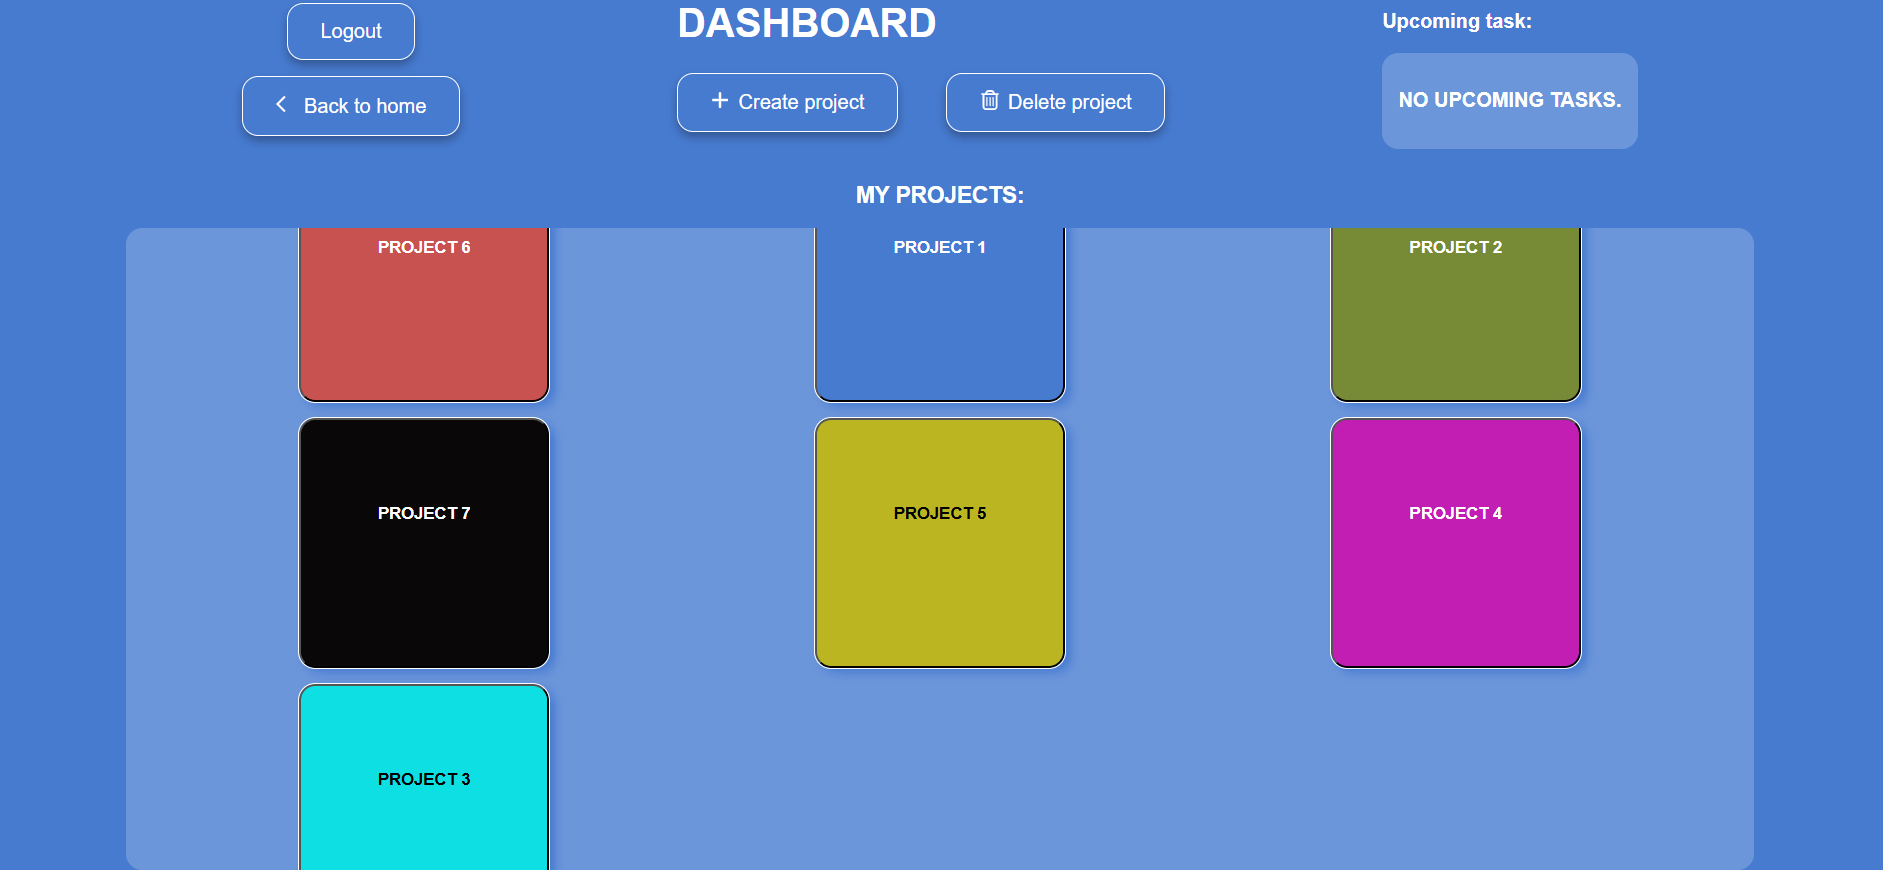 Logout
Back to home
DASHBOARD
Create project
Delete project
Upcoming task:
NO UPCOMING TASKS.
MY PROJECTS:
PROJECT 6
PROJECT 1
PROJECT 2
PROJECT 7
PROJECT 5
PROJECT 4
PROJECT 3